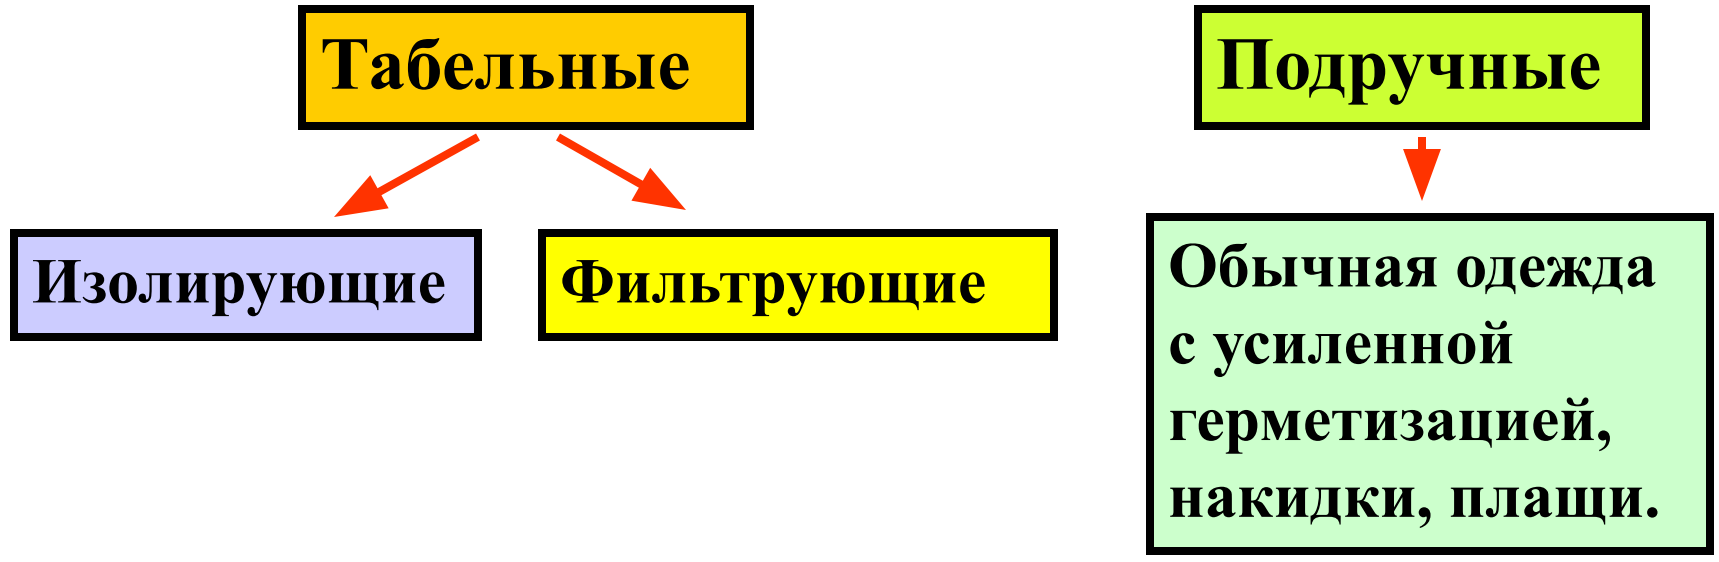 Табельные
Подручные
Изолирующие
Фильтрующие
Обычная одежда
с усиленной
герметизацией,
накидки, плащи.